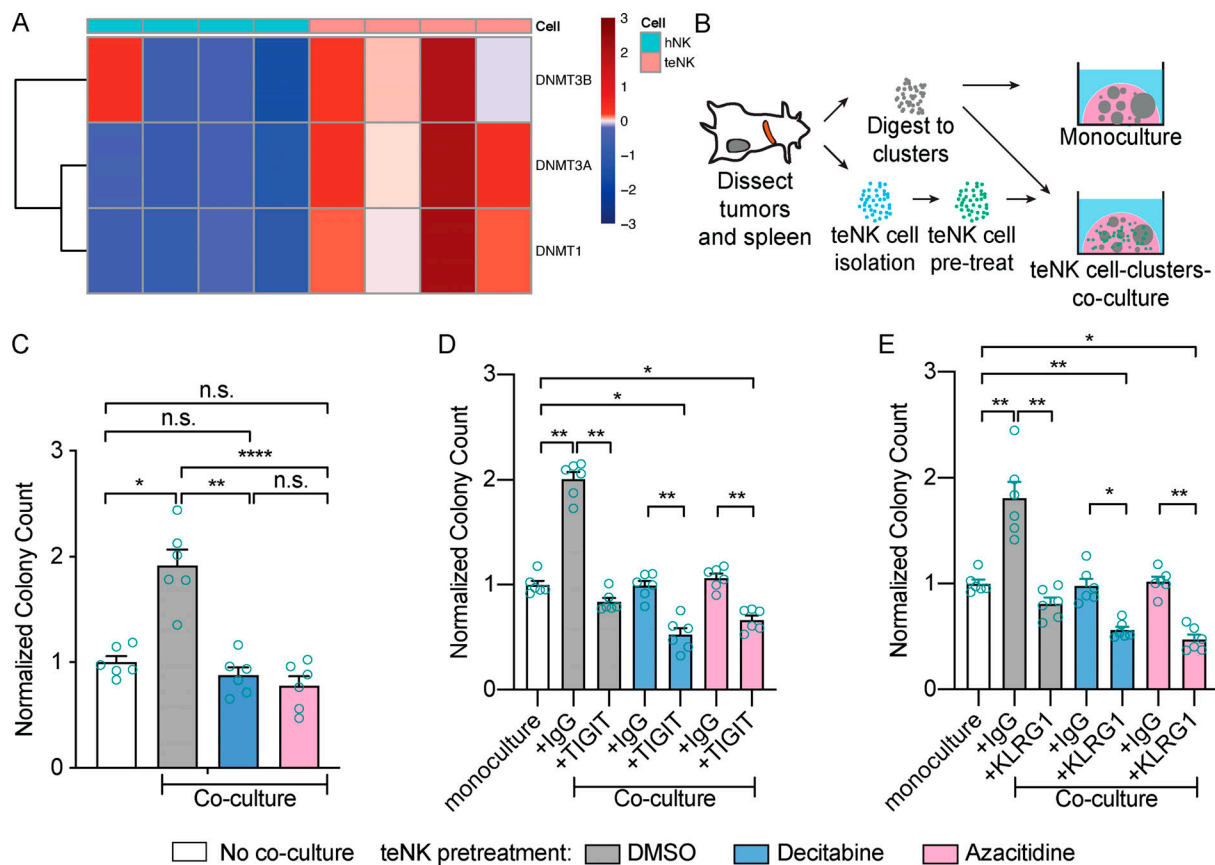 A
Cell
hNK
teNK
3
2
1
0
−1
−2
−3
DNMT3B
DNMT3A
DNMT1
B
Dissect
tumors
and spleen
Digest to
clusters
teNK cell
isolation
teNK cell
pre-treat
Monoculture
teNK cell-clusters-
co-culture
C
Normalized Colony Count
3
2
1
0
n.s.
n.s.
****
*
**
n.s.
Co-culture
D
Normalized Colony Count
3
2
1
0
*
*
**
**
**
**
monoculture
+IgG
+TIGIT
+IgG
+TIGIT
+IgG
+TIGIT
Co-culture
E
Normalized Colony Count
3
2
1
0
*
**
**
**
*
**
monoculture
+IgG
+KLRG1
+IgG
+KLRG1
+IgG
+KLRG1
Co-culture
No co-culture teNK pretreatment: DMSO Decitabine Azacitidine